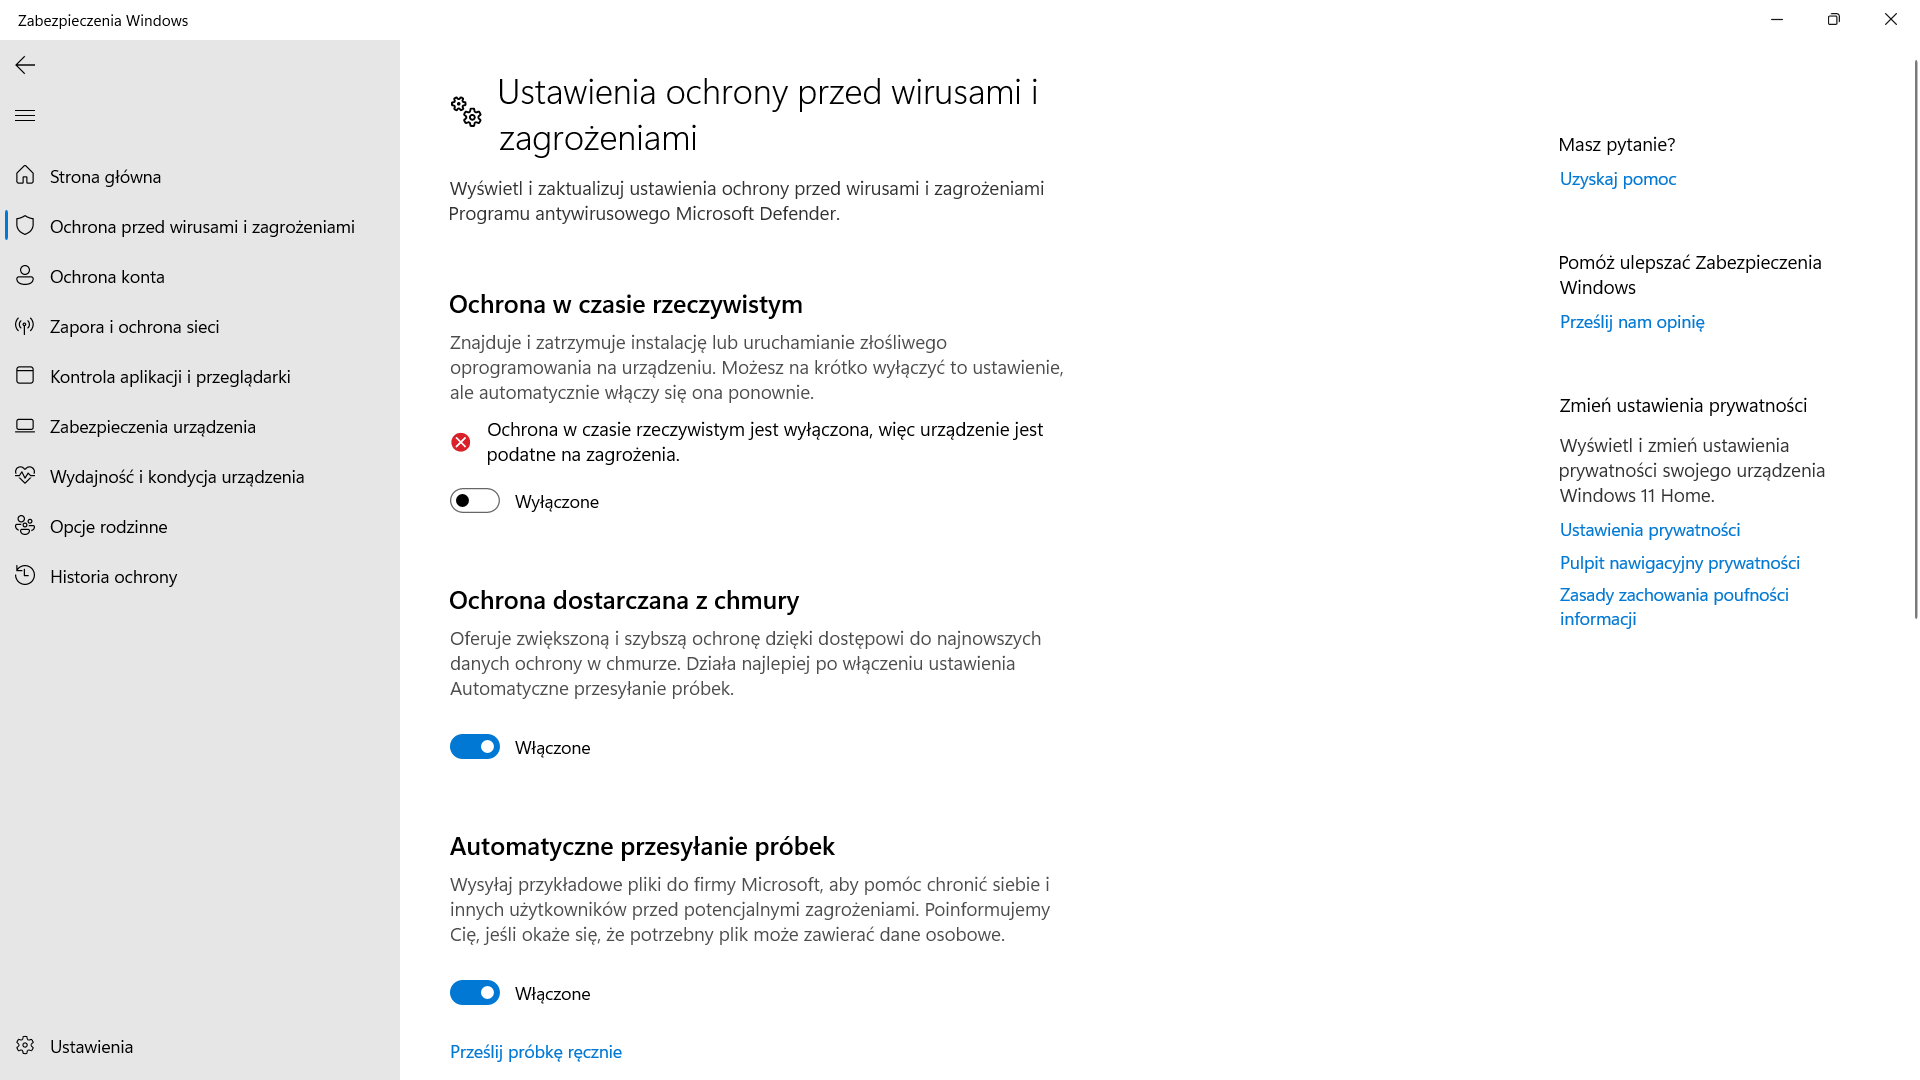 Zabezpieczenia Windows
Strona główna
Ochrona przed wirusami i zagrożeniami
Ochrona konta
Zapora i ochrona sieci
Kontrola aplikacji i przeglądarki
Zabezpieczenia urządzenia
Wydajność i kondycja urządzenia
Opcje rodzinne
Historia ochrony
Ustawienia
Ustawienia ochrony przed wirusami i
zagrożeniami
Wyświetl i zaktualizuj ustawienia ochrony przed wirusami i zagrożeniami
Programu antywirusowego Microsoft Defender.
Ochrona w czasie rzeczywistym
Znajduje i zatrzymuje instalację lub uruchamianie złośliwego
oprogramowania na urządzeniu. Możesz na krótko wyłączyć to ustawienie,
ale automatycznie włączy się ona ponownie.
Ochrona w czasie rzeczywistym jest wyłączona, więc urządzenie jest
podatne na zagrożenia.
Wyłączone
Ochrona dostarczana z chmury
Oferuje zwiększoną i szybszą ochronę dzięki dostępowi do najnowszych
danych ochrony w chmurze. Działa najlepiej po włączeniu ustawienia
Automatyczne przesyłanie próbek.
Włączone
Automatyczne przesyłanie próbek
Wysyłaj przykładowe pliki do firmy Microsoft, aby pomóc chronić siebie i
innych użytkowników przed potencjalnymi zagrożeniami. Poinformujemy
Cię, jeśli okaże się, że potrzebny plik może zawierać dane osobowe.
Włączone
Prześlij próbkę ręcznie
Masz pytanie?
Uzyskaj pomoc
Pomóż ulepszać Zabezpieczenia
Windows
Prześlij nam opinię
Zmień ustawienia prywatności
Wyświetl i zmień ustawienia
prywatności swojego urządzenia
Windows 11 Home.
Ustawienia prywatności
Pulpit nawigacyjny prywatności
Zasady zachowania poufności
informacji